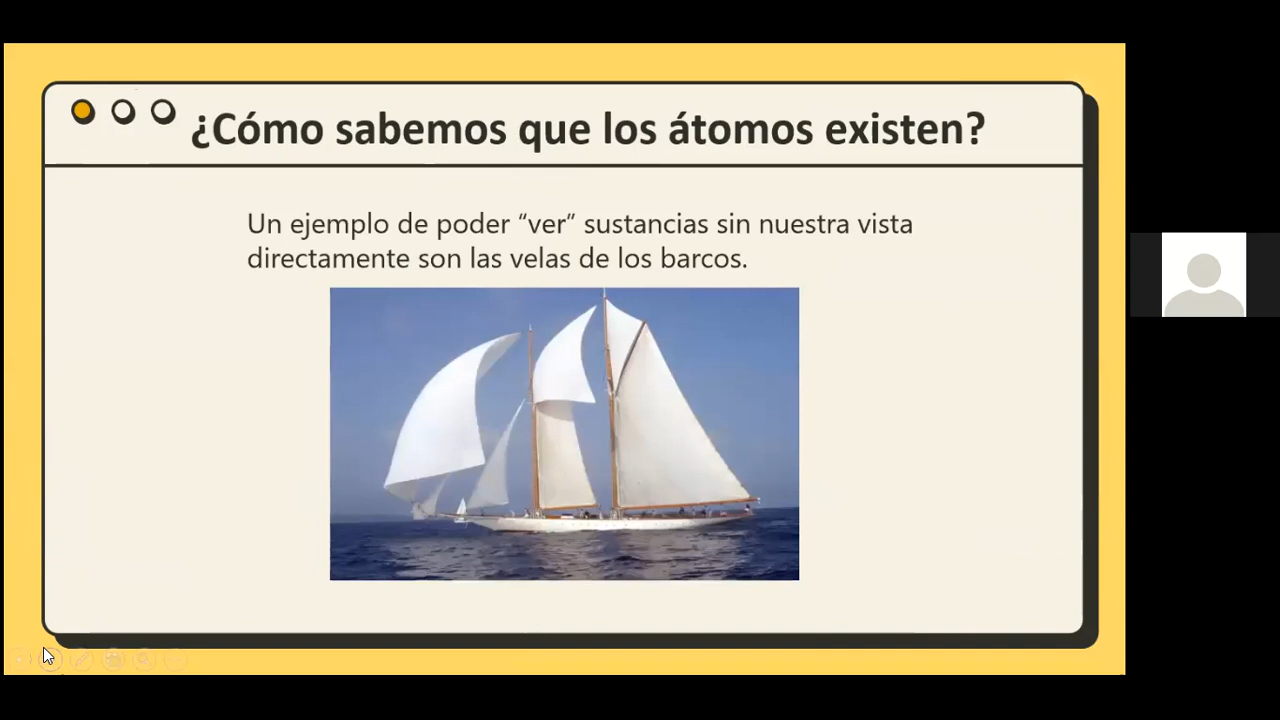 ¿Cómo sabemos que los átomos existen?
Un ejemplo de poder “ver” sustancias sin nuestra vista
directamente son las velas de los barcos.